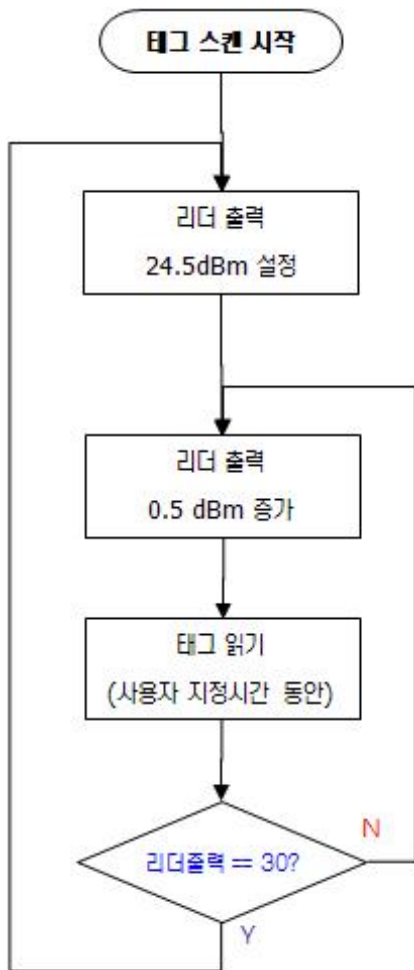 태그 스캔 시작
리더 출력
24.5dBm 설정
리더 출력
0.5 dBm 증가
태그 읽기
(사용자 지정시간 동안)
리더출력 == 30?
N
Y